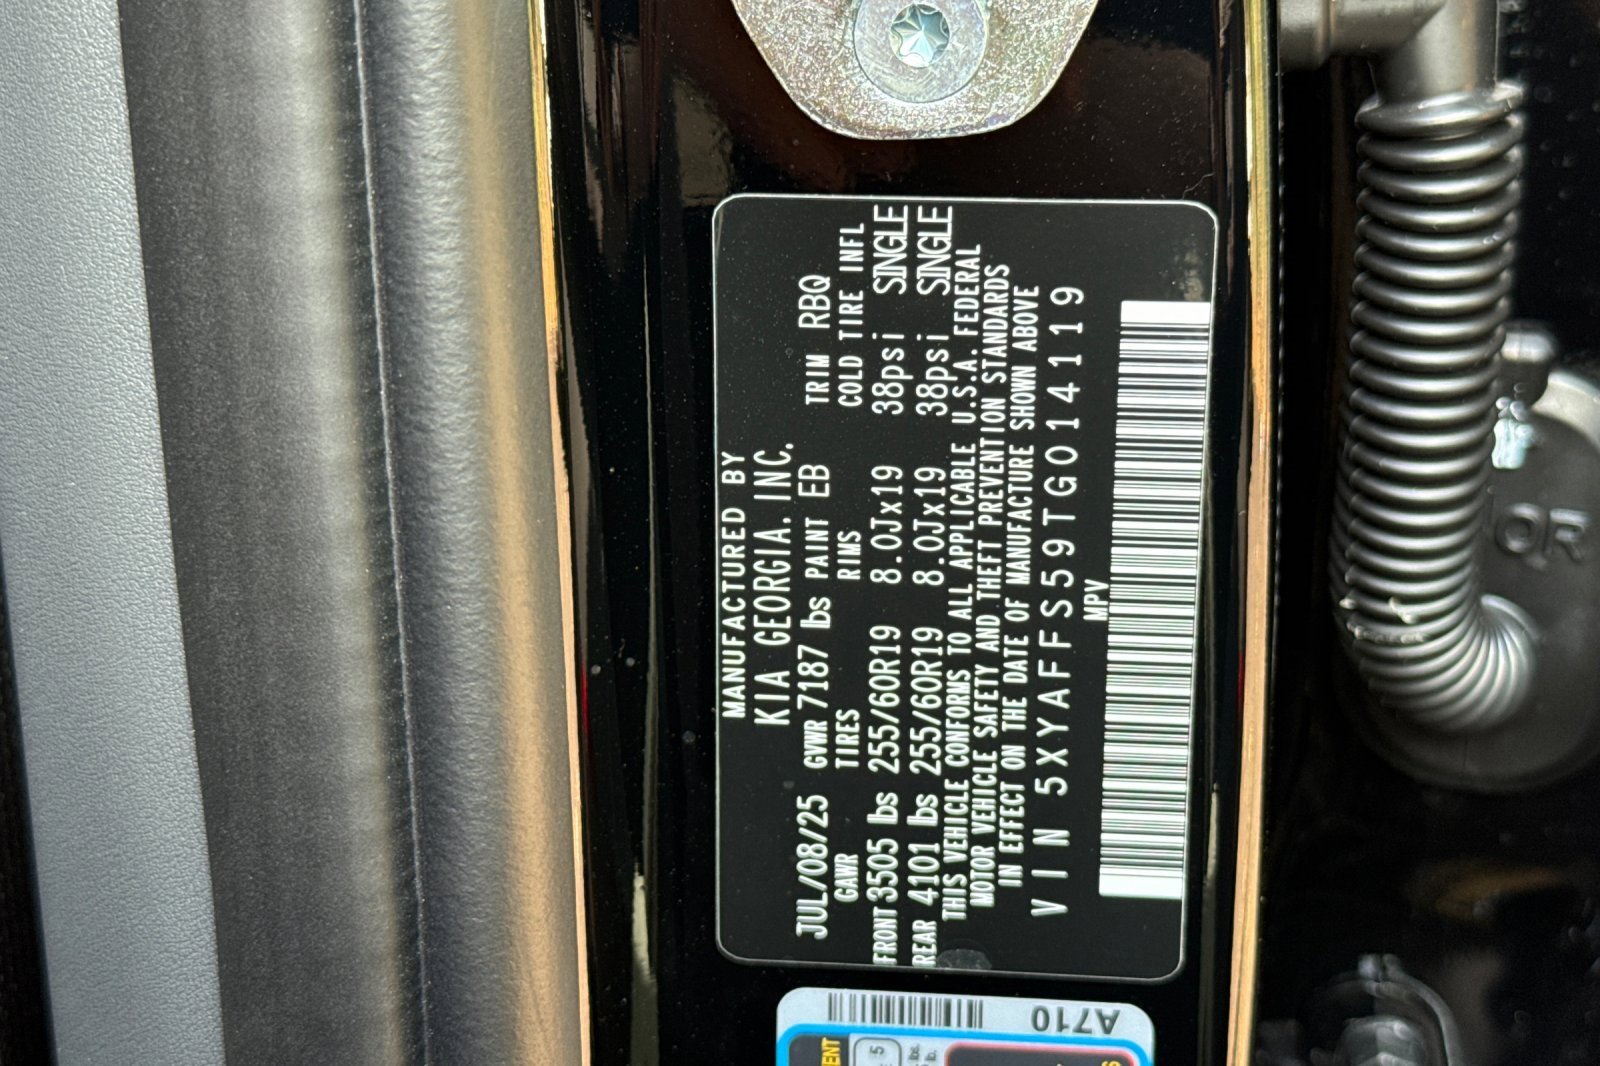 MANUFACTURED BY
KIA GEORGIA. INC.
JUL/08/25 GVWR 7187 lbs PAINT EB TRIM RBQ
GAWR TIRES RIMS COLD TIRE INFL
FRONT 3505 lbs 255/60R19 8.0Jx19 38psi SINGLE
REAR 4101 lbs 255/60R19 8.0Jx19 38psi SINGLE
THIS VEHICLE CONFORMS TO ALL APPLICABLE U.S.A. FEDERAL
MOTOR VEHICLE SAFETY AND THEFT PREVENTION STANDARDS
IN EFFECT ON THE DATE OF MANUFACTURE SHOWN ABOVE
VIN 5XYAFFS59TG014119
MPV
A710